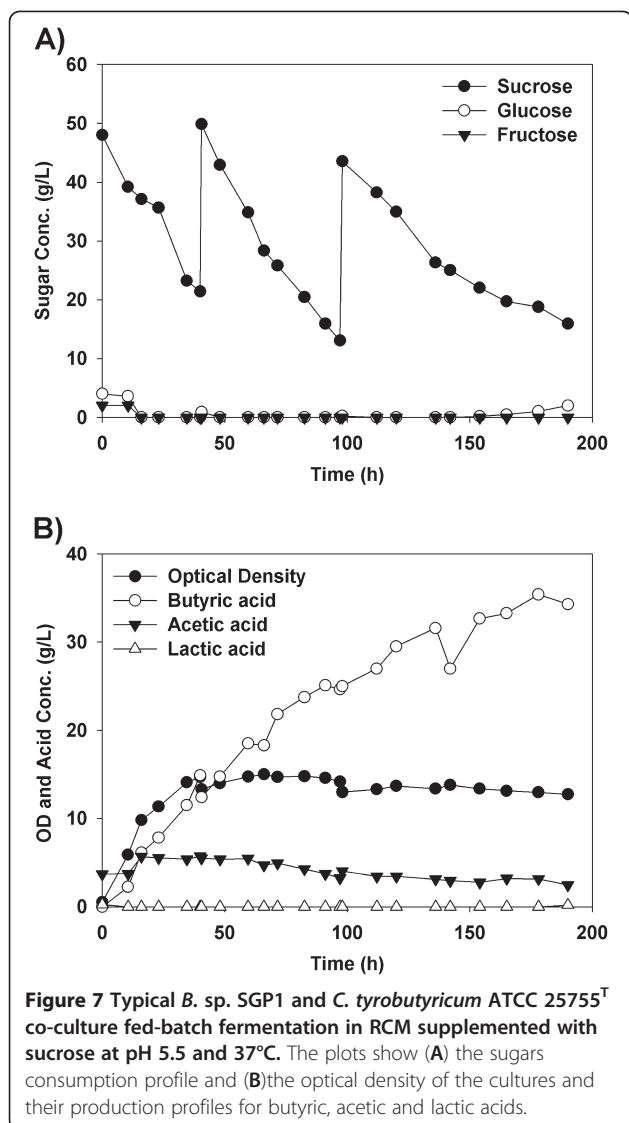 A)
60
50
40
30
20
10
0
Sugar Conc. (g/L)
Sucrose
Glucose
Fructose
0 50 100 150 200
Time (h)
B)
40
30
20
10
0
OD and Acid Conc. (g/L)
Optical Density
Butyric acid
Acetic acid
Lactic acid
0 50 100 150 200
Time (h)
Figure 7 Typical B. sp. SGP1 and C. tyrobutyricum ATCC 25755T
co-culture fed-batch fermentation in RCM supplemented with
sucrose at pH 5.5 and 37°C. The plots show (A) the sugars
consumption profile and (B)the optical density of the cultures and
their production profiles for butyric, acetic and lactic acids.